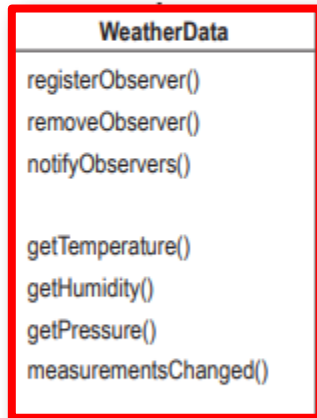 WeatherData
registerObserver()
removeObserver()
notifyObservers()
getTemperature()
getHumidity()
getPressure()
measurementsChanged()